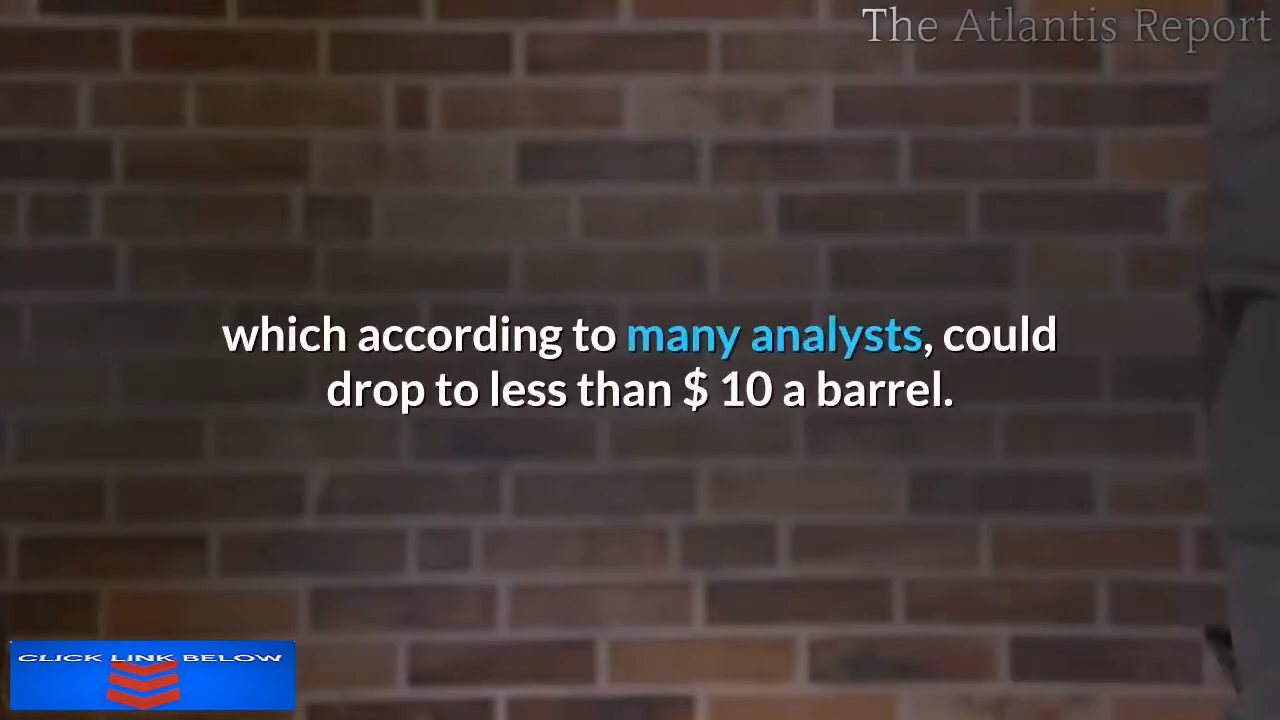 The Atlantis Report
which according to many analysts, could
drop to less than $ 10 a barrel.
CLICK LINK BELOW